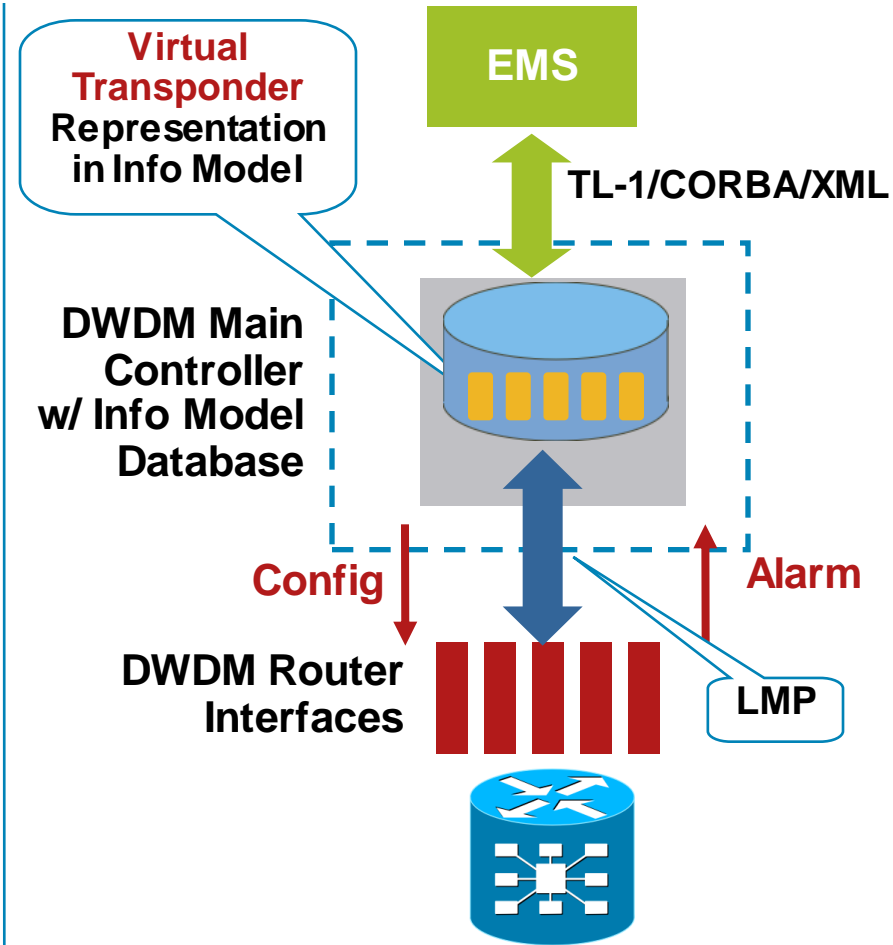 Virtual
Transponder
Representation
in Info Model
EMS
TL-1/CORBA/XML
DWDM Main
Controller
w/ Info Model
Database
Config
Alarm
DWDM Router
Interfaces
LMP